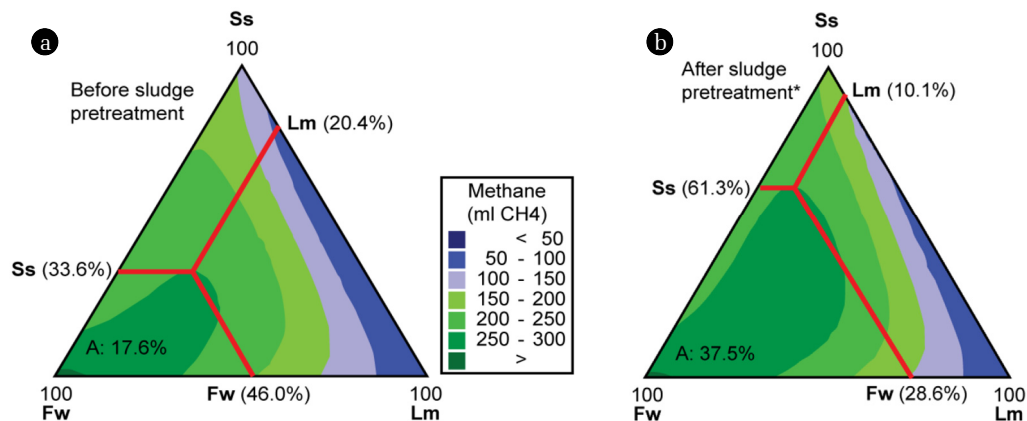 a
Ss
100
Before sludge
pretreatment
Lm (20.4%)
Ss (33.6%)
A: 17.6%
100
Fw
Fw (46.0%)
100
Lm
Methane
(ml CH4)
< 50
50 - 100
100 - 150
150 - 200
200 - 250
250 - 300
>
b
Ss
100
After sludge
pretreatment*
Lm (10.1%)
Ss (61.3%)
A: 37.5%
100
Fw
Fw (28.6%)
100
Lm